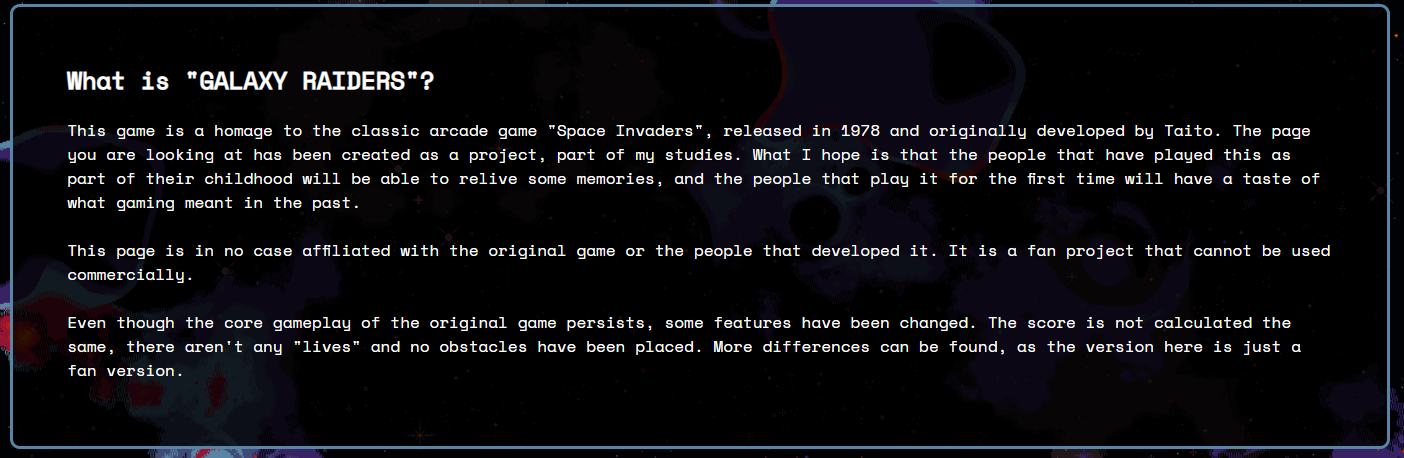 What is "GALAXY RAIDERS"?
This game is a homage to the classic arcade game "Space Invaders", released in 1978 and originally developed by Taito. The page
you are looking at has been created as a project, part of my studies. What I hope is that the people that have played this as
part of their childhood will be able to relive some memories, and the people that play it for the first time will have a taste of
what gaming meant in the past.
This page is in no case affiliated with the original game or the people that developed it. It is a fan project that cannot be used
commercially.
Even though the core gameplay of the original game persists, some features have been changed. The score is not calculated the
same, there aren't any "lives" and no obstacles have been placed. More differences can be found, as the version here is just a
fan version.